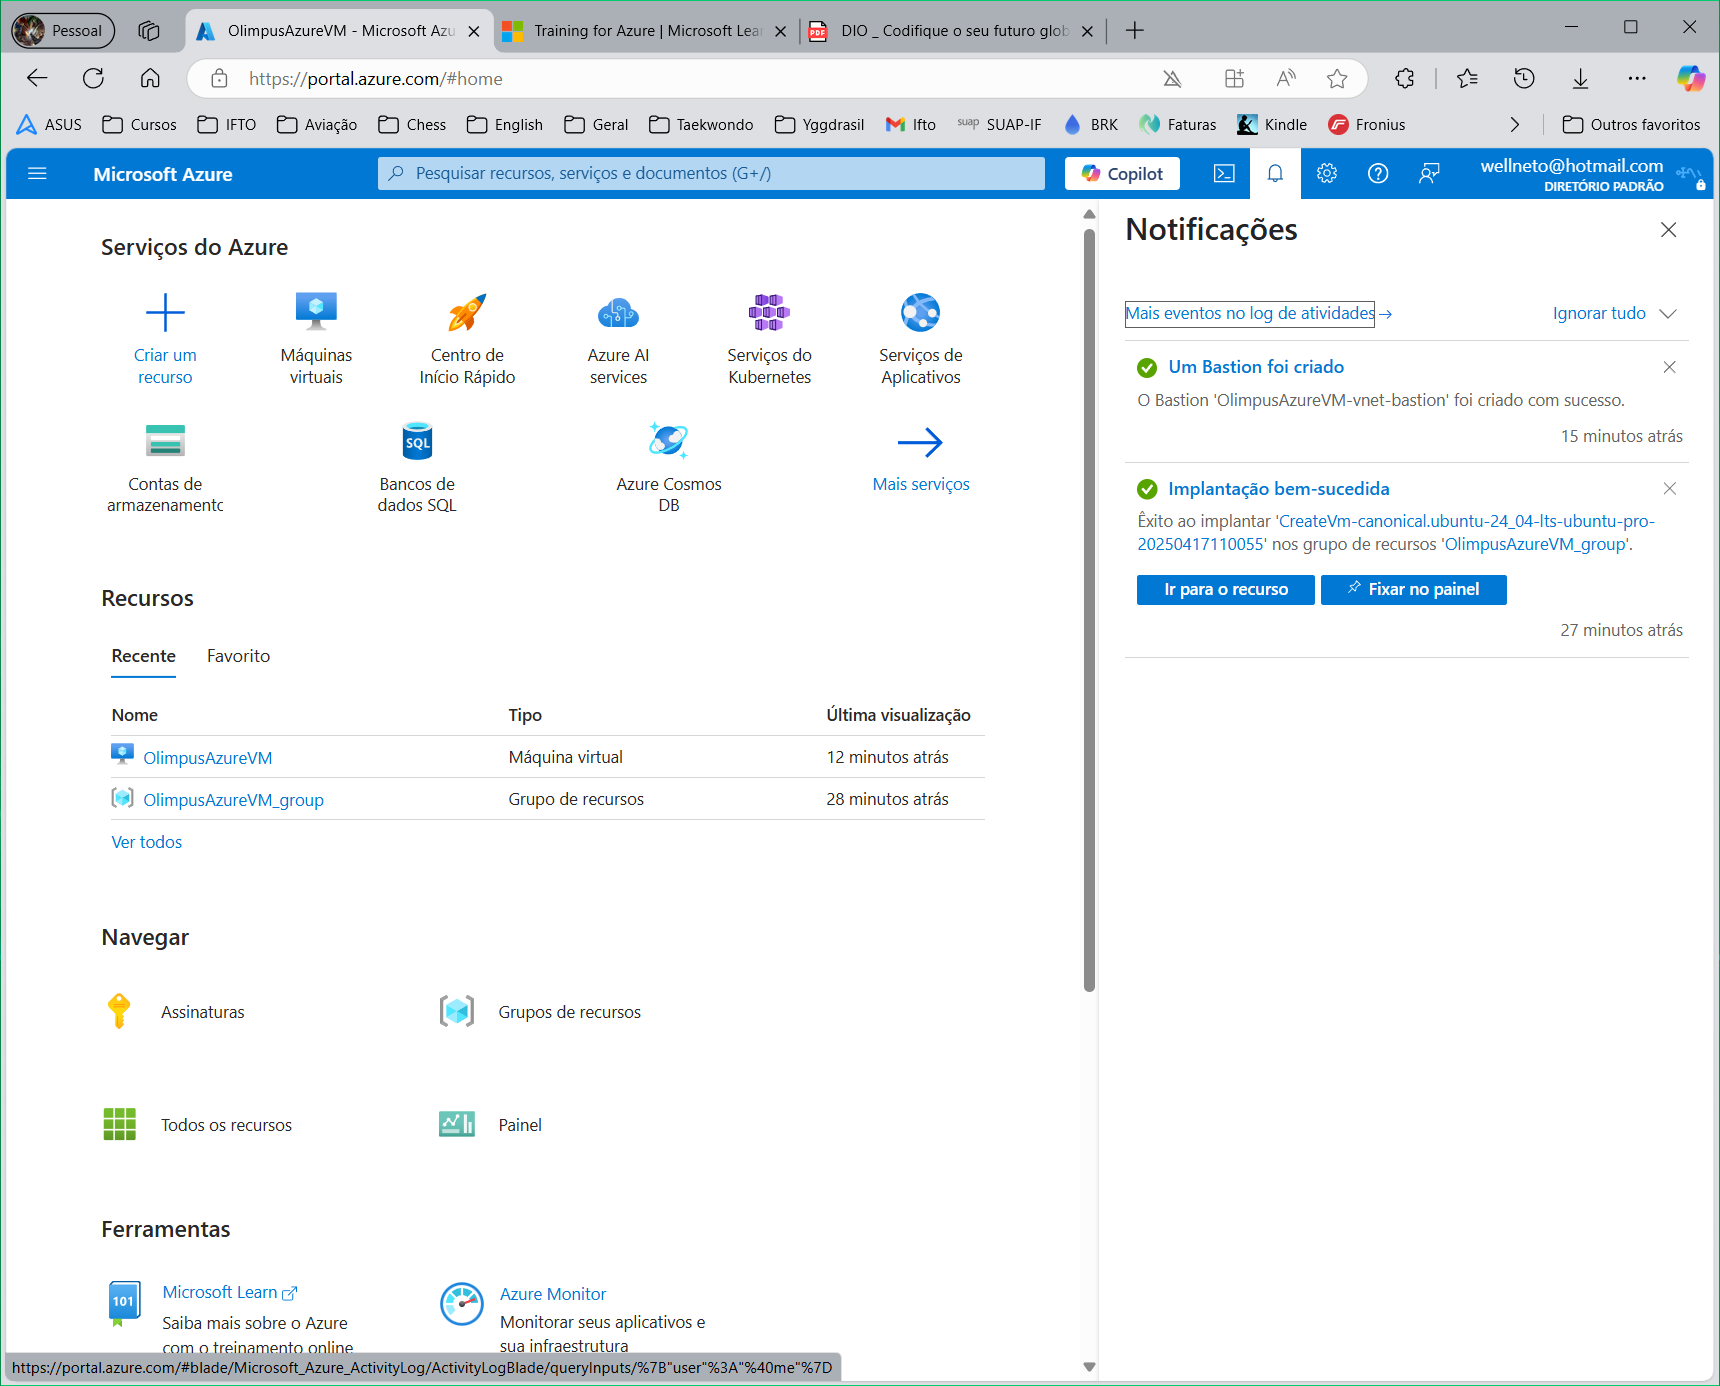 Pessoal
OlimpusAzureVM - Microsoft Azu
Training for Azure | Microsoft Lea
DIO _ Codifique o seu futuro glob
https://portal.azure.com/#home
ASUS
Cursos
IFTO
Aviação
Chess
English
Geral
Taekwondo
Yggdrasil
Ifto
suap SUAP-IF
BRK
Faturas
Kindle
Fronius
Outros favoritos
Microsoft Azure
Pesquisar recursos, serviços e documentos (G+/)
Copilot
wellneto@hotmail.com
DIRETÓRIO PADRÃO
Serviços do Azure
Criar um
recurso
Máquinas
virtuais
Centro de
Início Rápido
Azure AI
services
Serviços do
Kubernetes
Serviços de
Aplicativos
Contas de
armazenamento
SQL
Bancos de
dados SQL
Azure Cosmos
DB
Mais serviços
Recursos
Recente
Favorito
Nome
Tipo
Última visualização
OlimpusAzureVM
Máquina virtual
12 minutos atrás
OlimpusAzureVM_group
Grupo de recursos
28 minutos atrás
Ver todos
Navegar
Assinaturas
Grupos de recursos
Todos os recursos
Painel
Ferramentas
101
Microsoft Learn
Saiba mais sobre o Azure
com o treinamento online
Azure Monitor
Monitorar seus aplicativos e
sua infraestrutura
https://portal.azure.com/#blade/Microsoft_Azure_ActivityLog/ActivityLogBlade/queryInputs/%7B"user"%3A"%40me"%7D
Notificações
Mais eventos no log de atividades
Ignorar tudo
Um Bastion foi criado
O Bastion 'OlimpusAzureVM-vnet-bastion' foi criado com sucesso.
15 minutos atrás
Implantação bem-sucedida
Êxito ao implantar 'CreateVm-canonical.ubuntu-24_04-lts-ubuntu-pro-
20250417110055' nos grupo de recursos 'OlimpusAzureVM_group'.
Ir para o recurso
Fixar no painel
27 minutos atrás